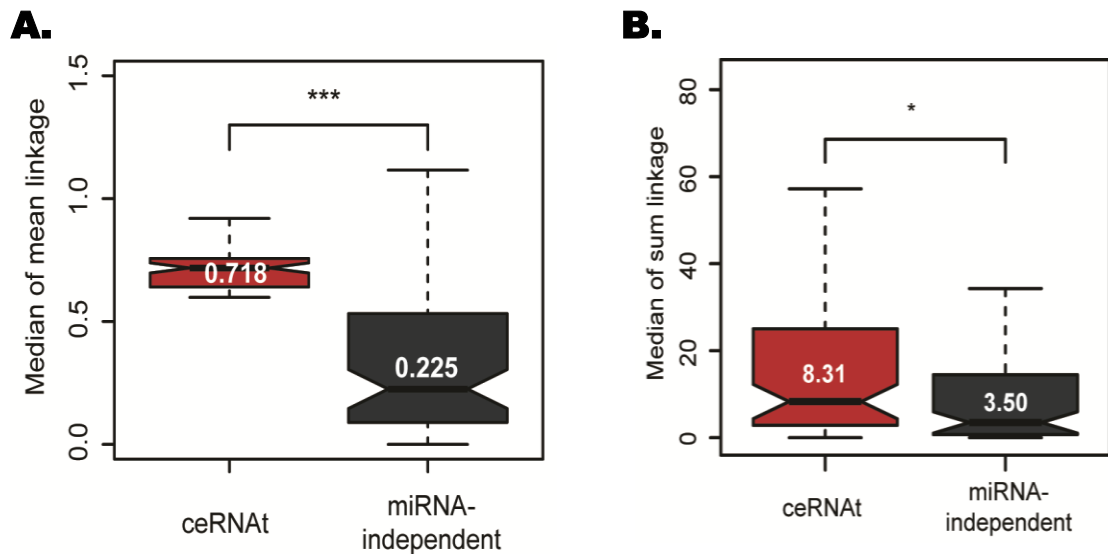 A.
Median of mean linkage
1.5
1.0
0.5
0.0
***
0.718
0.225
ceRNAt
miRNA-
independent
B.
Median of sum linkage
80
60
40
20
0
*
8.31
3.50
ceRNAt
miRNA-
independent